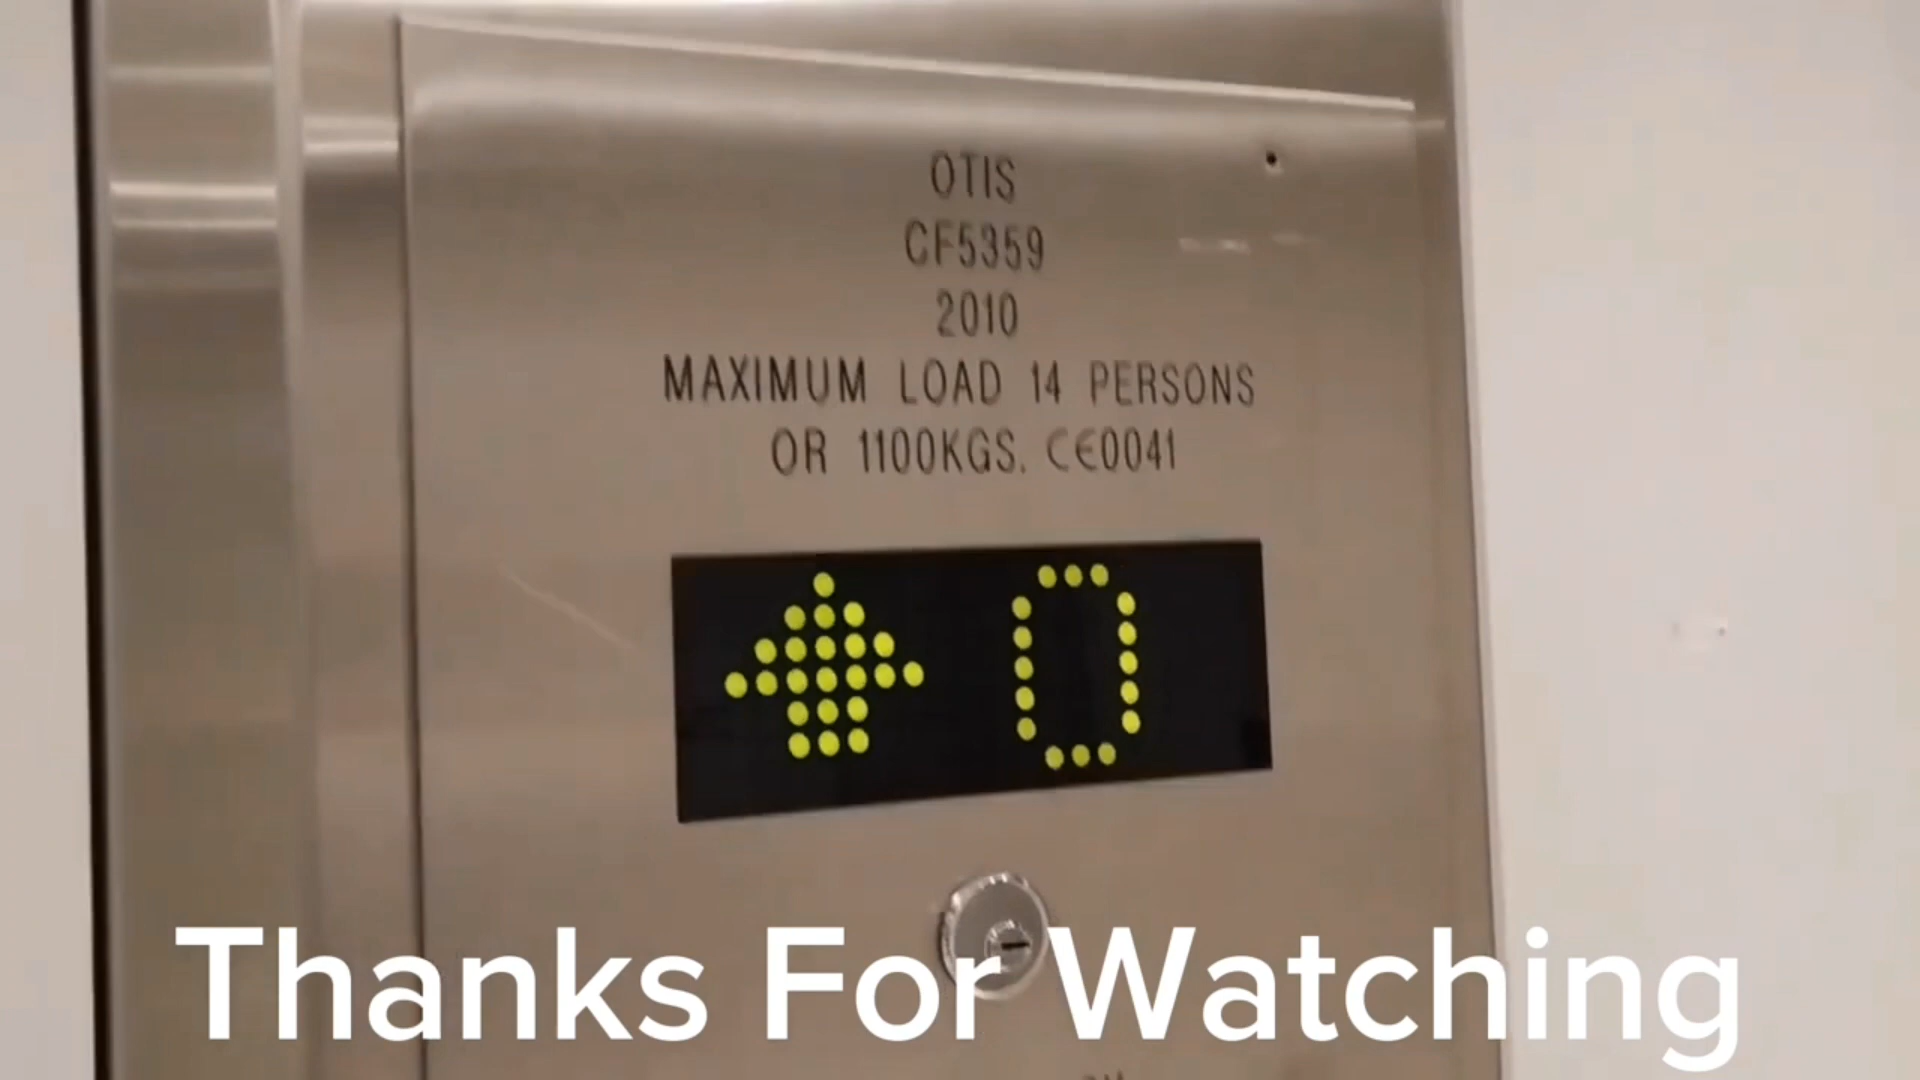 OTIS
CF5359
2010
MAXIMUM LOAD 14 PERSONS
OR 1100KGS. CE0041
0
Thanks For Watching